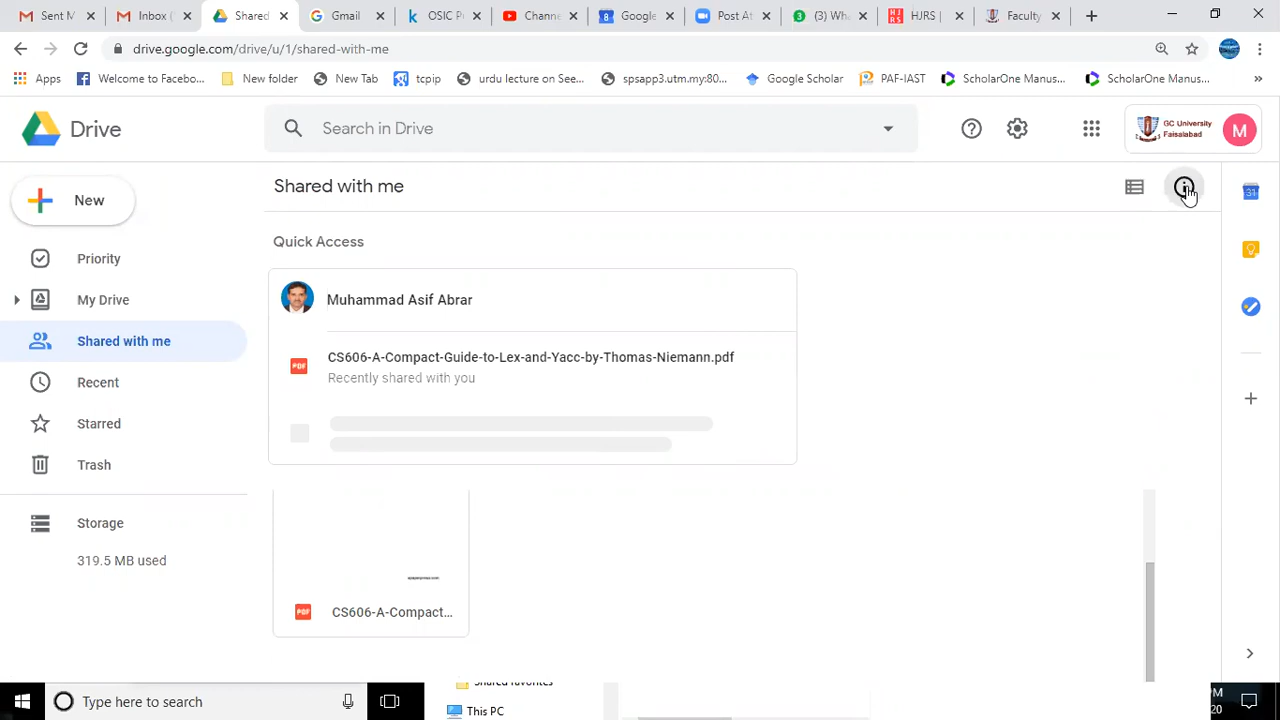 Sent M
Inbox (
Shared
Gmail
OSIC P
Channe
Google
Post At
(3) Wha
HJRS
Faculty
drive.google.com/drive/u/1/shared-with-me
Apps
Welcome to Facebo...
New folder
New Tab
tcpip
urdu lecture on See...
spsapp3.utm.my:80...
Google Scholar
PAF-IAST
ScholarOne Manus...
ScholarOne Manus...
Drive
Search in Drive
GC University
Faisalabad
M
New
Shared with me
Priority
My Drive
Shared with me
Recent
Starred
Trash
Storage
319.5 MB used
Quick Access
Muhammad Asif Abrar
PDF
CS606-A-Compact-Guide-to-Lex-and-Yacc-by-Thomas-Niemann.pdf
Recently shared with you
PDF
CS606-A-Compact...
31
Type here to search
This PC
PM
20